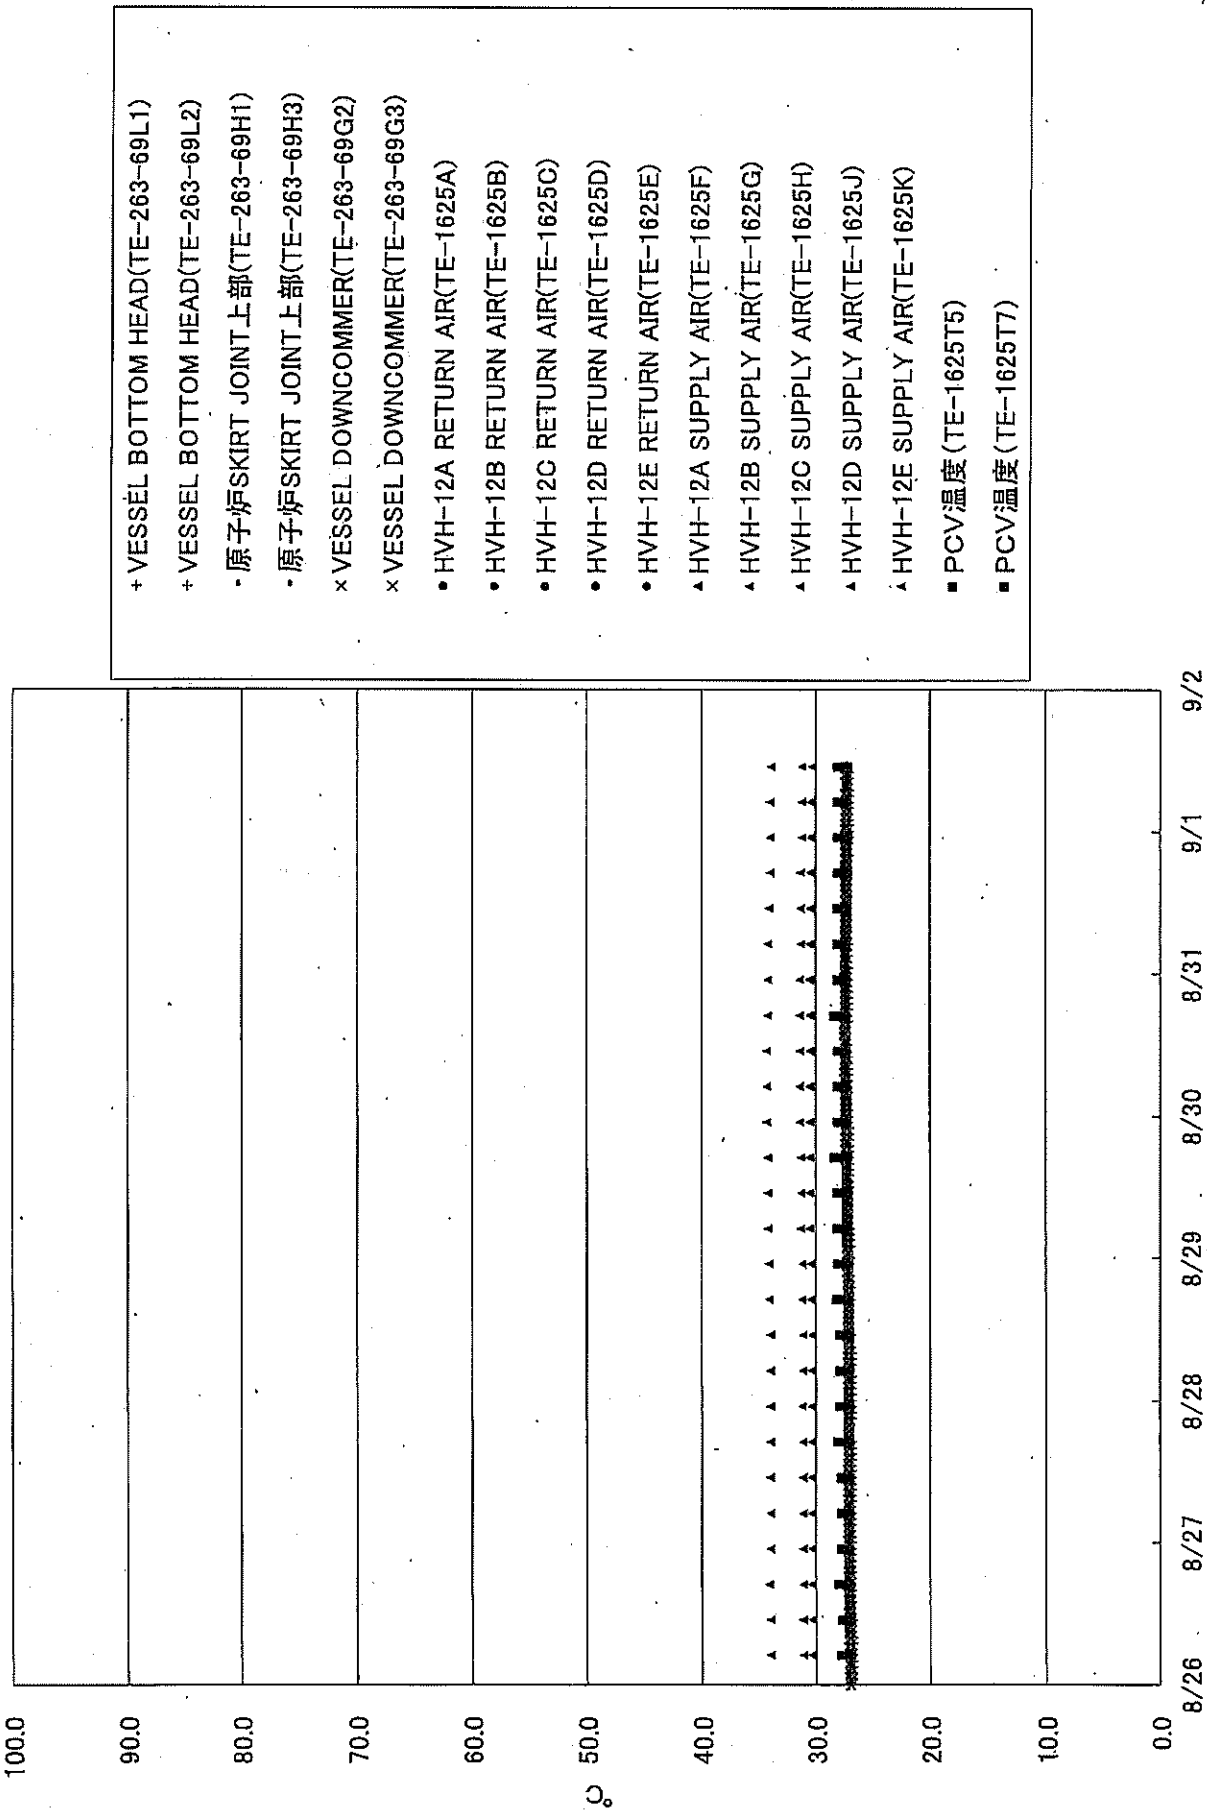 100.0
90.0
80.0
70.0
60.0
50.0
40.0
30.0
20.0
10.0
0.0
℃
8/26
8/27
8/28
8/29
8/30
8/31
9/1
9/2
+ VESSEL BOTTOM HEAD(TE-263-69L1)
+ VESSEL BOTTOM HEAD(TE-263-69L2)
- 原子炉SKIRT JOINT上部(TE-263-69H1)
- 原子炉SKIRT JOINT上部(TE-263-69H3)
× VESSEL DOWNCOMMER(TE-263-69G2)
× VESSEL DOWNCOMMER(TE-263-69G3)
● HVH-12A RETURN AIR(TE-1625A)
● HVH-12B RETURN AIR(TE-1625B)
● HVH-12C RETURN AIR(TE-1625C)
● HVH-12D RETURN AIR(TE-1625D)
● HVH-12E RETURN AIR(TE-1625E)
▲ HVH-12A SUPPLY AIR(TE-1625F)
▲ HVH-12B SUPPLY AIR(TE-1625G)
▲ HVH-12C SUPPLY AIR(TE-1625H)
▲ HVH-12D SUPPLY AIR(TE-1625J)
▲ HVH-12E SUPPLY AIR(TE-1625K)
■ PCV温度(TE-1625T5)
■ PCV温度(TE-1625T7)